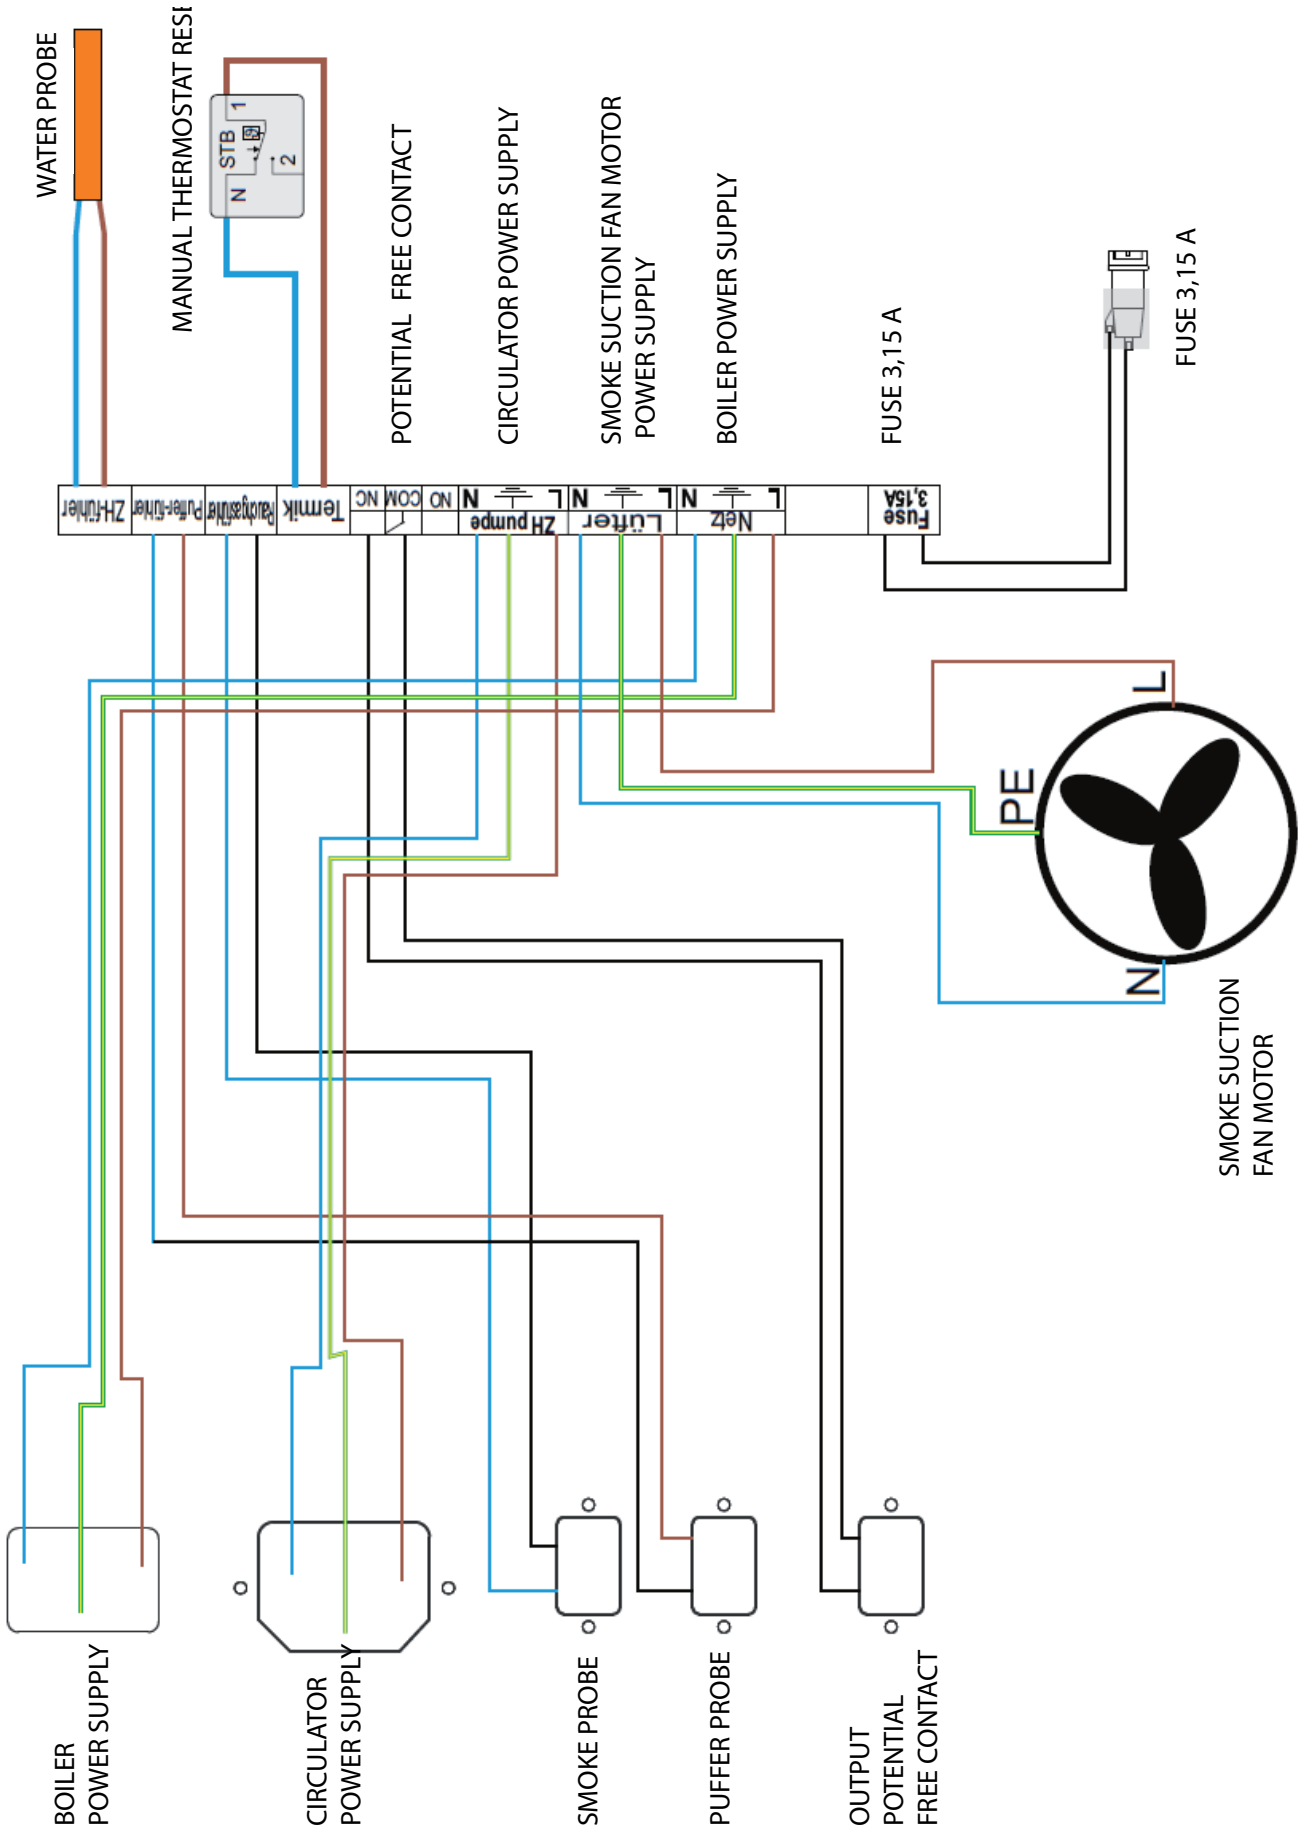 WATER PROBE
MANUAL THERMOSTAT RESE
N
STB
9
1
2
POTENTIAL FREE CONTACT
CIRCULATOR POWER SUPPLY
SMOKE SUCTION FAN MOTOR
POWER SUPPLY
BOILER POWER SUPPLY
FUSE 3,15 A
FUSE 3,15 A
ZH-fühler
Puffer-fühler
Rauchgasfühler
Termik
NC
COM
NO
N
L
ZH pumpe
N
L
Lüfter
N
L
Netz
Fuse
3,15A
L
PE
N
SMOKE SUCTION
FAN MOTOR
BOILER
POWER SUPPLY
CIRCULATOR
POWER SUPPLY
SMOKE PROBE
PUFFER PROBE
OUTPUT
POTENTIAL
FREE CONTACT